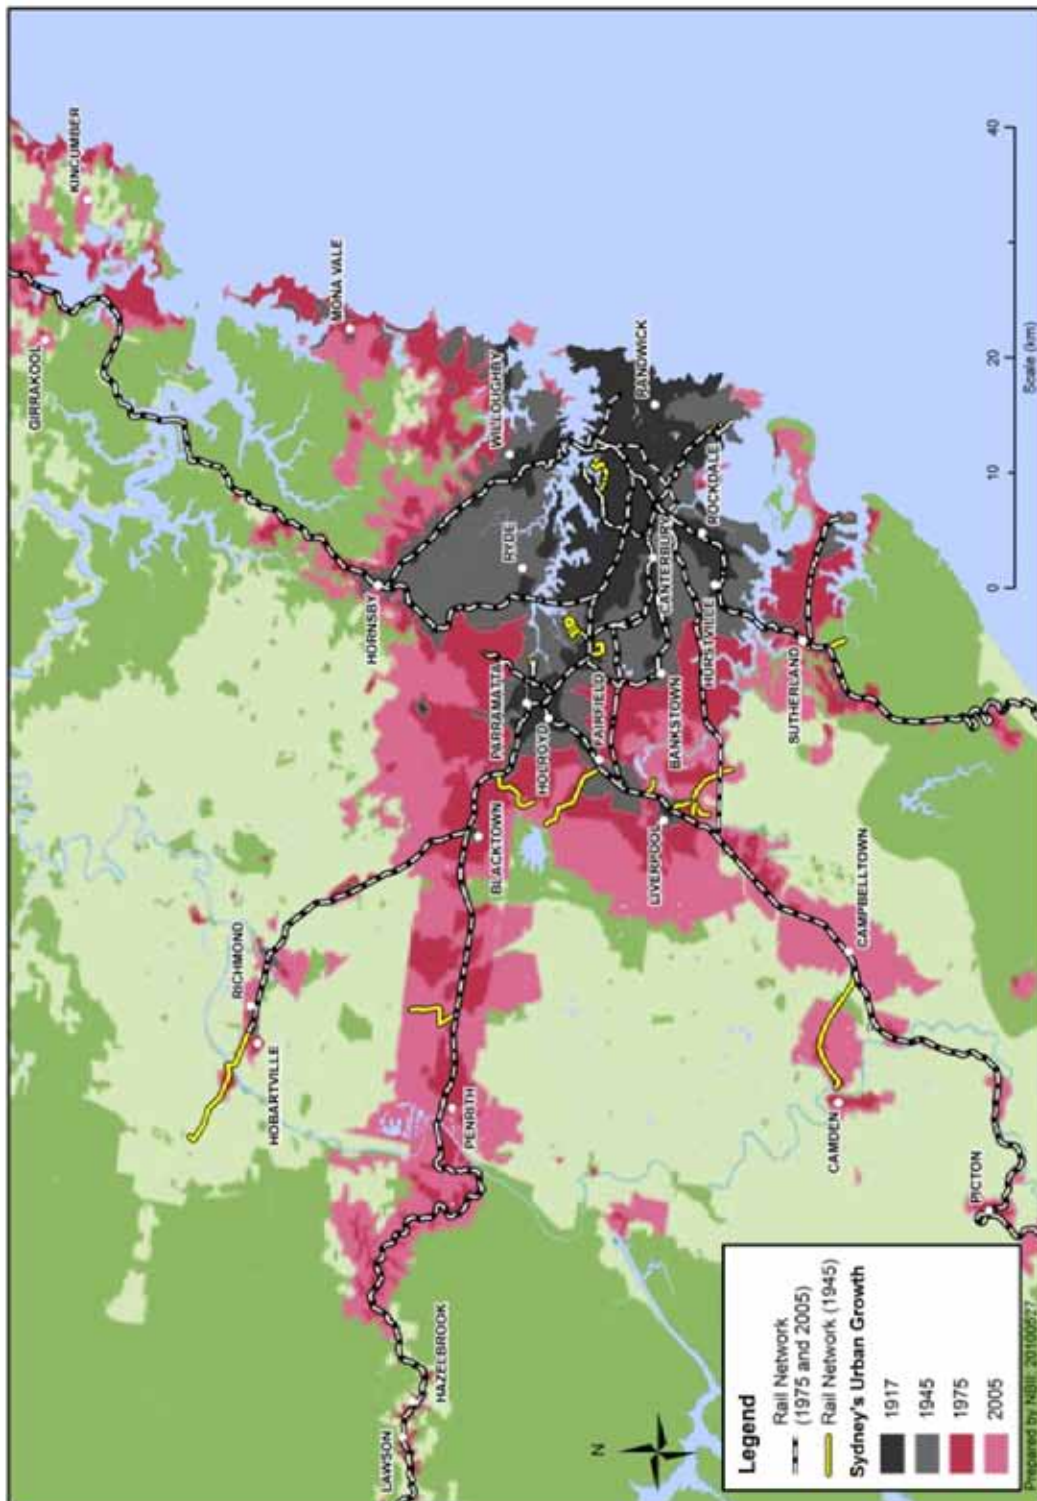 KINCUMBER
GIRRAKOOL
MONA VALE
HORNSBY
WILLOUGHBY
RYDE
RANDWICK
RICHMOND
HOBARTVILLE
PARRAMATTA
HOLROYD
BLACKTOWN
FAIRFIELD
CANTERBURY
ROCKDALE
HURSTVILLE
BANKSTOWN
LIVERPOOL
SUTHERLAND
PENRITH
HAZELBROOK
LAWSON
CAMPBELLTOWN
CAMDEN
PICTON
N
Legend
Rail Network
(1975 and 2005)
Rail Network (1945)
Sydney's Urban Growth
1917
1945
1975
2005
0 10 20 40
Scale (km)
Prepared by NBII: 20100527